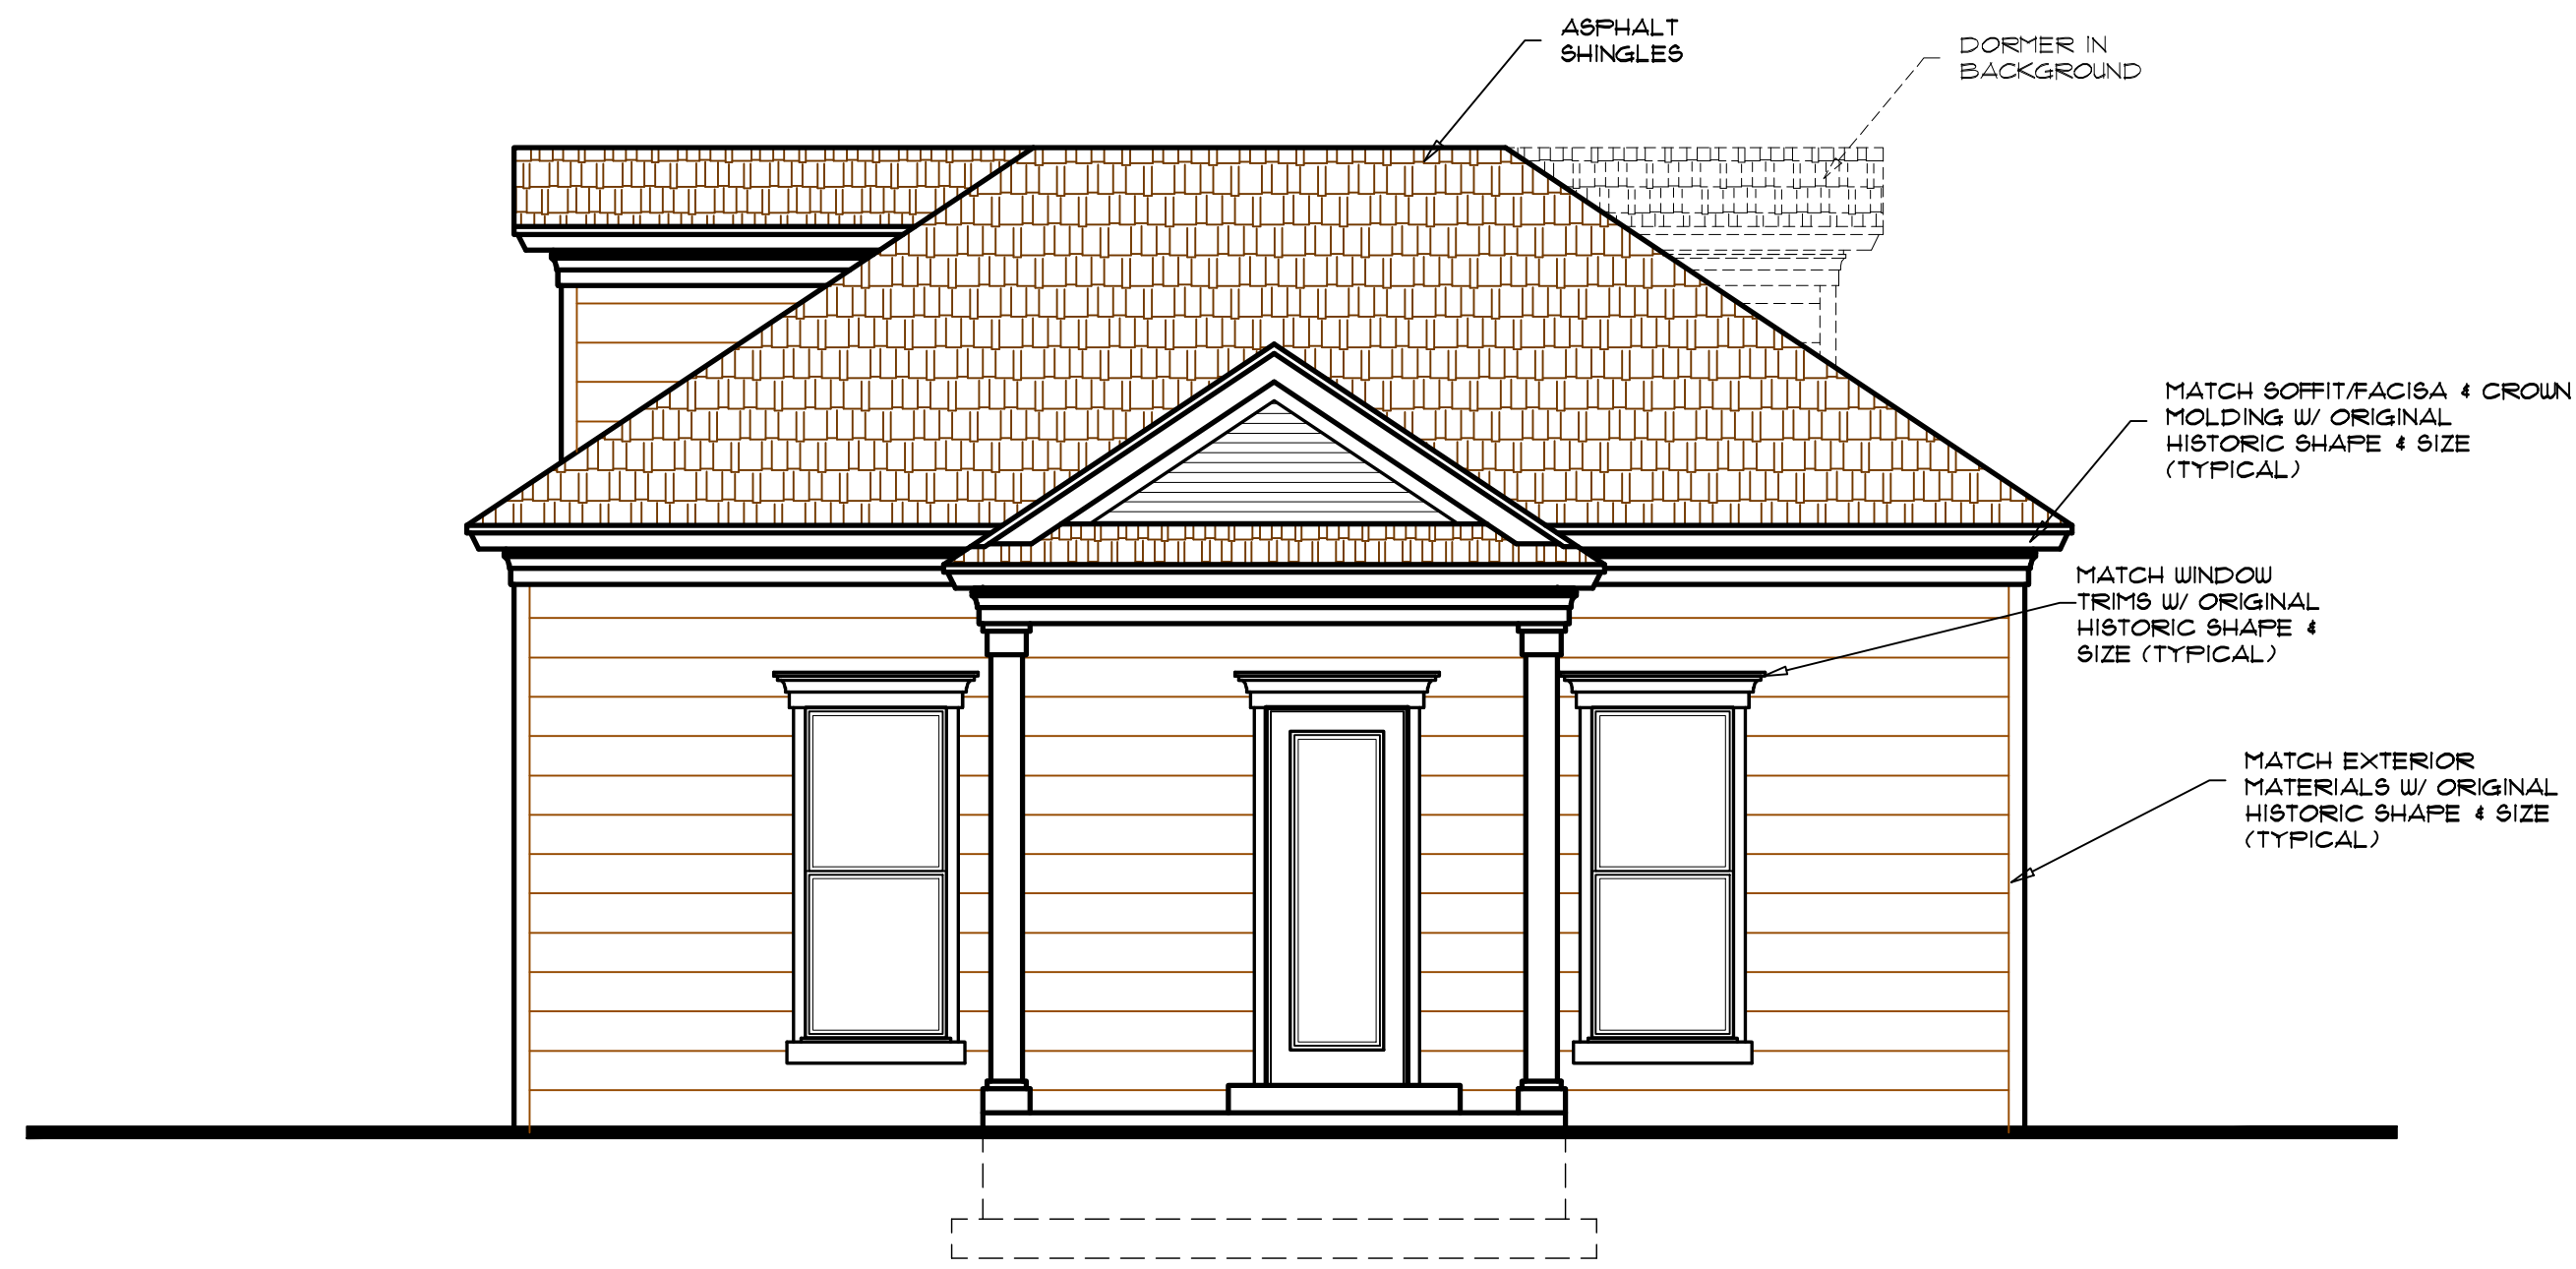 ASPHALT
SHINGLES
DORMER IN
BACKGROUND
MATCH SOFFIT/FACISA & CROWN
MOLDING W/ ORIGINAL
HISTORIC SHAPE & SIZE
(TYPICAL)
MATCH WINDOW
TRIMS W/ ORIGINAL
HISTORIC SHAPE &
SIZE (TYPICAL)
MATCH EXTERIOR
MATERIALS W/ ORIGINAL
HISTORIC SHAPE & SIZE
(TYPICAL)